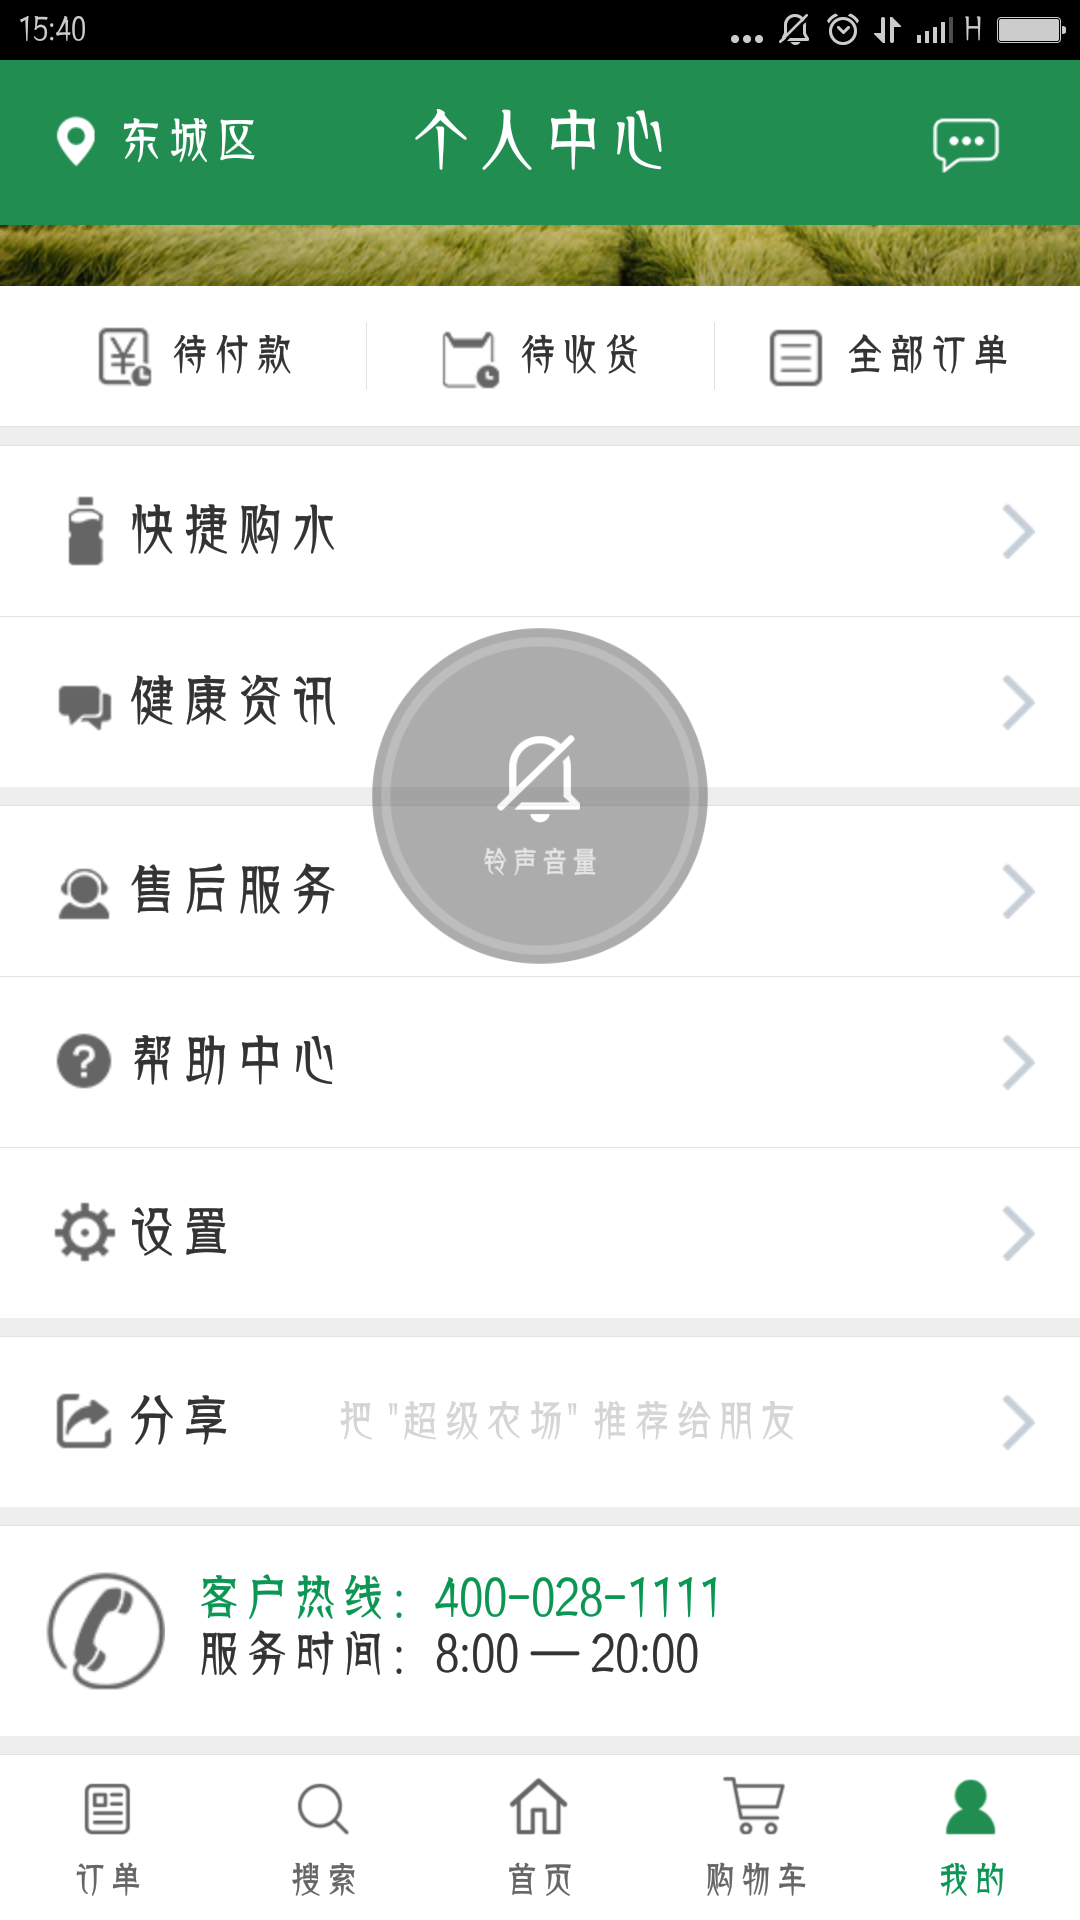 15:40 H
东城区 个人中心
待付款 待收货 全部订单
快捷购水
健康资讯
铃声音量
售后服务
帮助中心
设置
分享 把 "超级农场" 推荐给朋友
客户热线：400-028-1111
服务时间：8:00 — 20:00
订单 搜索 首页 购物车 我的